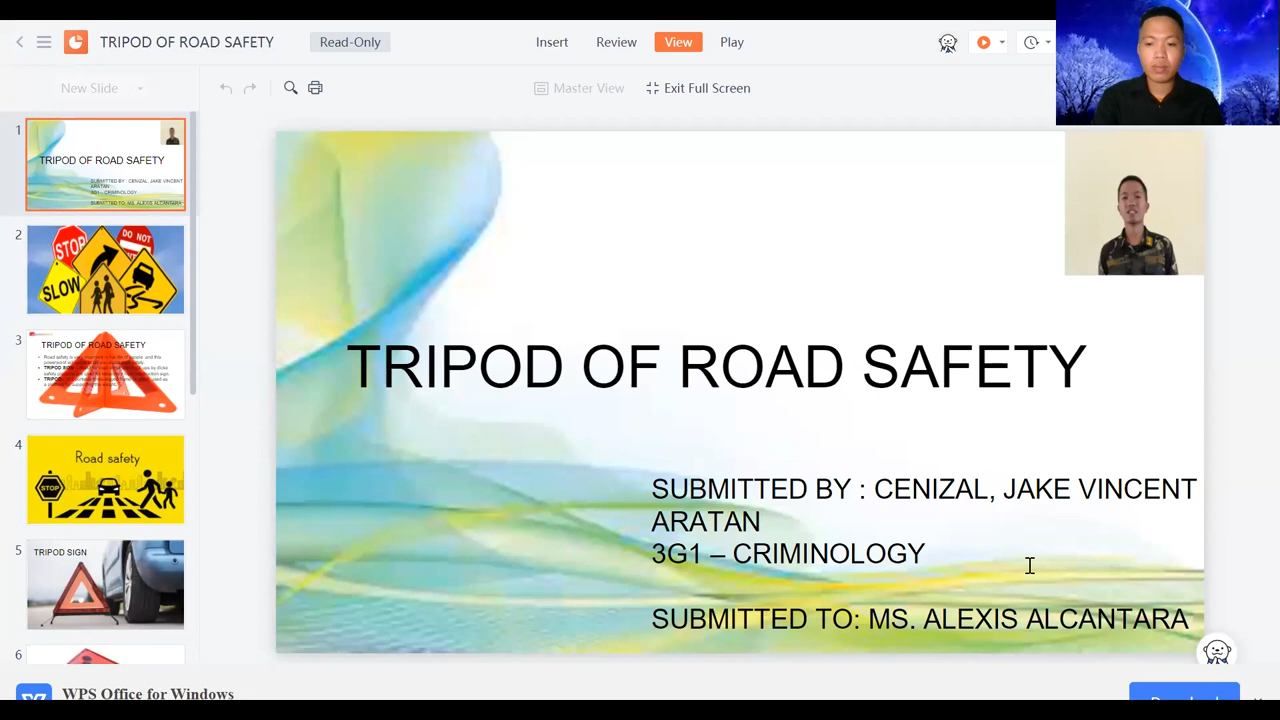 TRIPOD OF ROAD SAFETY
Read-Only
Insert
Review
View
Play
New Slide
Master View
Exit Full Screen
1
TRIPOD OF ROAD SAFETY
SUBMITTED BY : CENIZAL, JAKE VINCENT
ARATAN
3G1 – CRIMINOLOGY
SUBMITTED TO: MS. ALEXIS ALCANTARA
2
STOP
DO NOT
SLOW
3
TRIPOD OF ROAD SAFETY
4
Road safety
STOP
5
TRIPOD SIGN
6
TRIPOD OF ROAD SAFETY
SUBMITTED BY : CENIZAL, JAKE VINCENT
ARATAN
3G1 – CRIMINOLOGY
SUBMITTED TO: MS. ALEXIS ALCANTARA
WPS Office for Windows